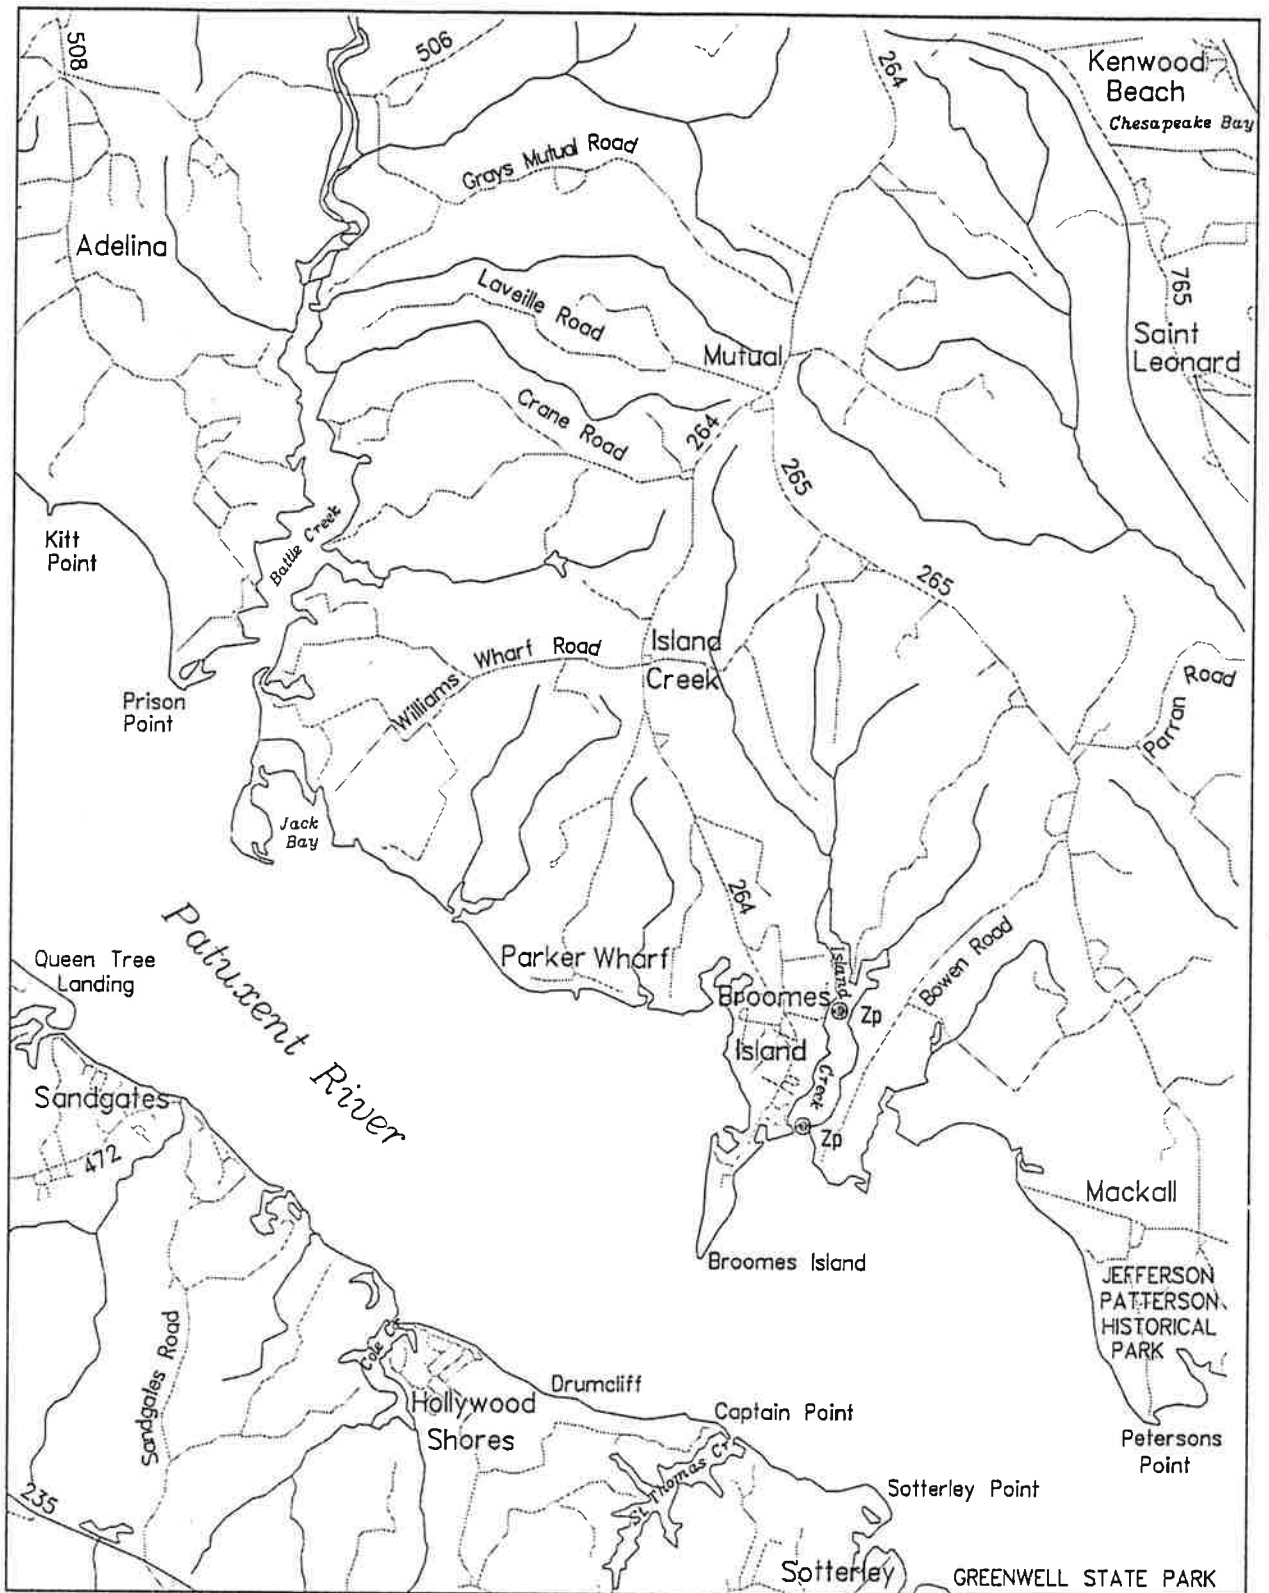 508
506
264
Kenwood
Beach
Chesapeake Bay
Grays Mutual Road
Adelina
765
Laveille Road
Saint
Leonard
Mutual
Crane Road
264
265
Kitt
Point
Battle Creek
265
Island
Creek
Wharf Road
Williams
Road
Parran
Prison
Point
Jack
Bay
264
Patuxent River
Queen Tree
Landing
Parker Wharf
Bowen Road
Island
Broomes
Zp
Island
Creek
Sandgates
Zp
472
Mackall
Broomes Island
JEFFERSON
PATTERSON
HISTORICAL
PARK
Sandgates Road
Cole Cr
Drumcliff
Hollywood
Shores
Captain Point
Petersons
Point
St Thomas Cr
Sotterley Point
235
Sotterley
GREENWELL STATE PARK